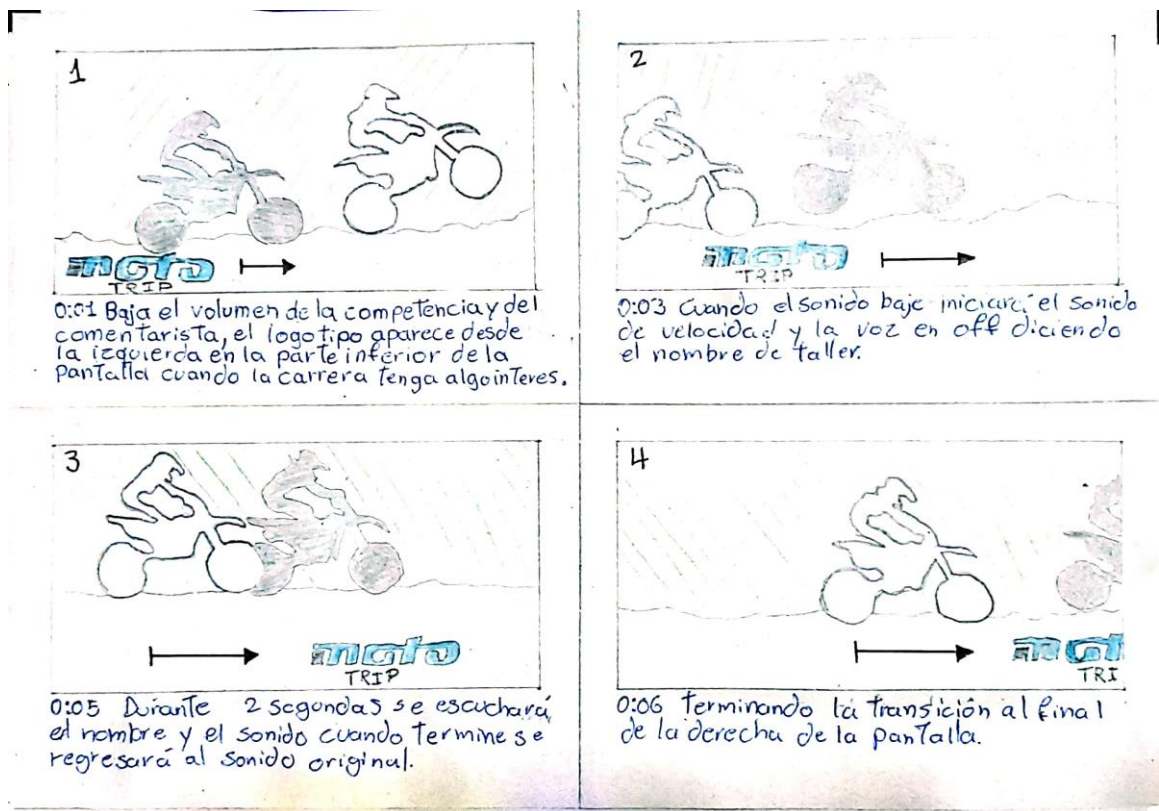 1
moto
TRIP
0:01 Baja el volumen de la competencia y del
comentarista, el logotipo aparece desde
la izquierda en la parte inferior de la
pantalla cuando la carrera tenga algo interes.
2
moto
TRIP
0:03 Cuando el sonido baje iniciará el sonido
de velocidad y la voz en off diciendo
el nombre de taller.
3
moto
TRIP
0:05 Durante 2 segundas se escuchará
el nombre y el sonido cuando termine se
regresará al sonido original.
4
mot
TRI
0:06 Terminando la transición al final
de la derecha de la pantalla.